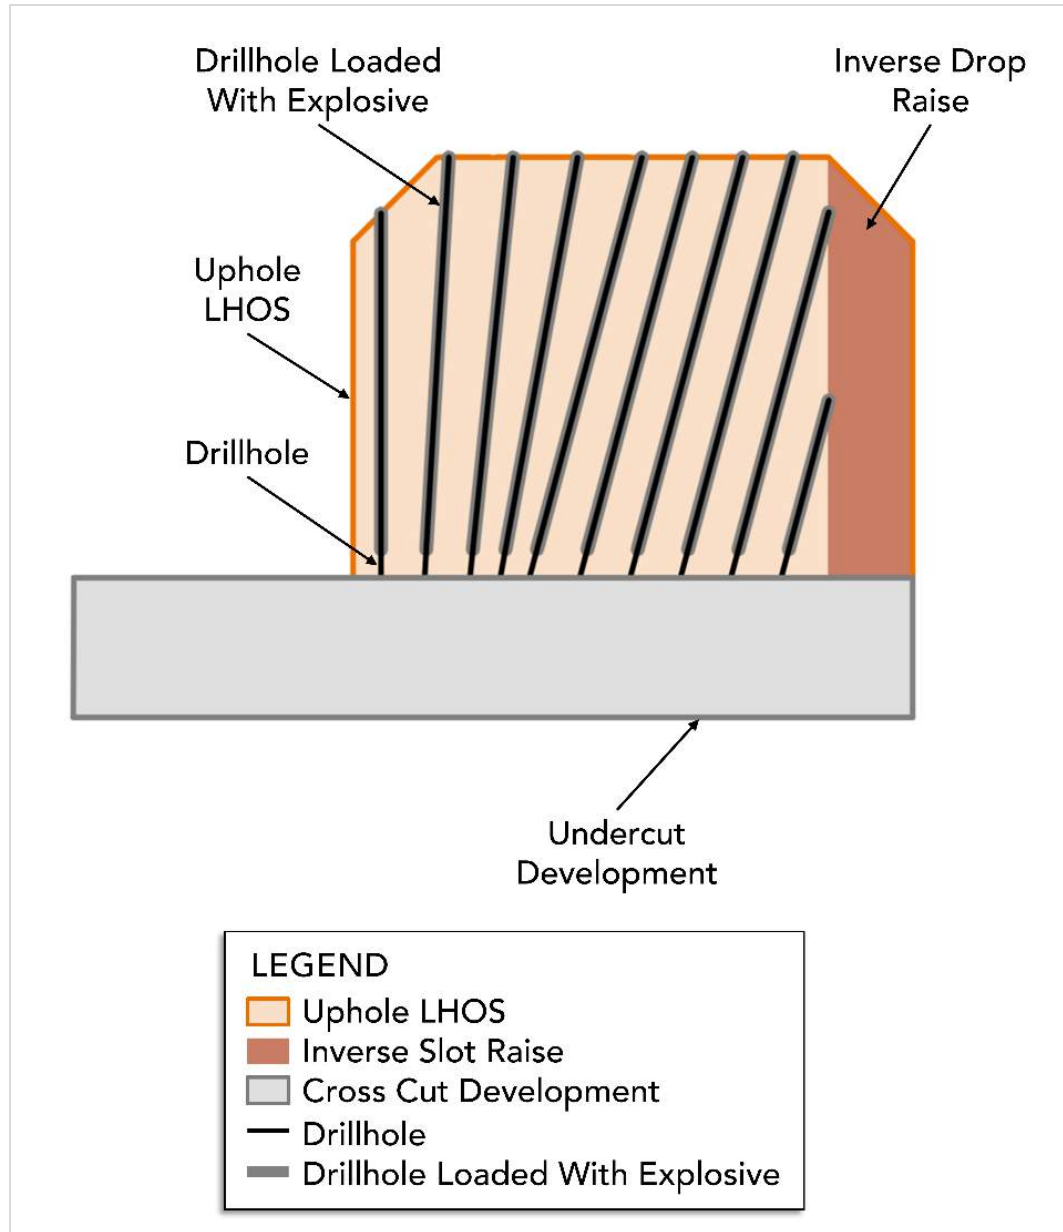 Drillhole Loaded
With Explosive
Inverse Drop
Raise
Uphole
LHOS
Drillhole
Undercut
Development
LEGEND
Uphole LHOS
Inverse Slot Raise
Cross Cut Development
Drillhole
Drillhole Loaded With Explosive